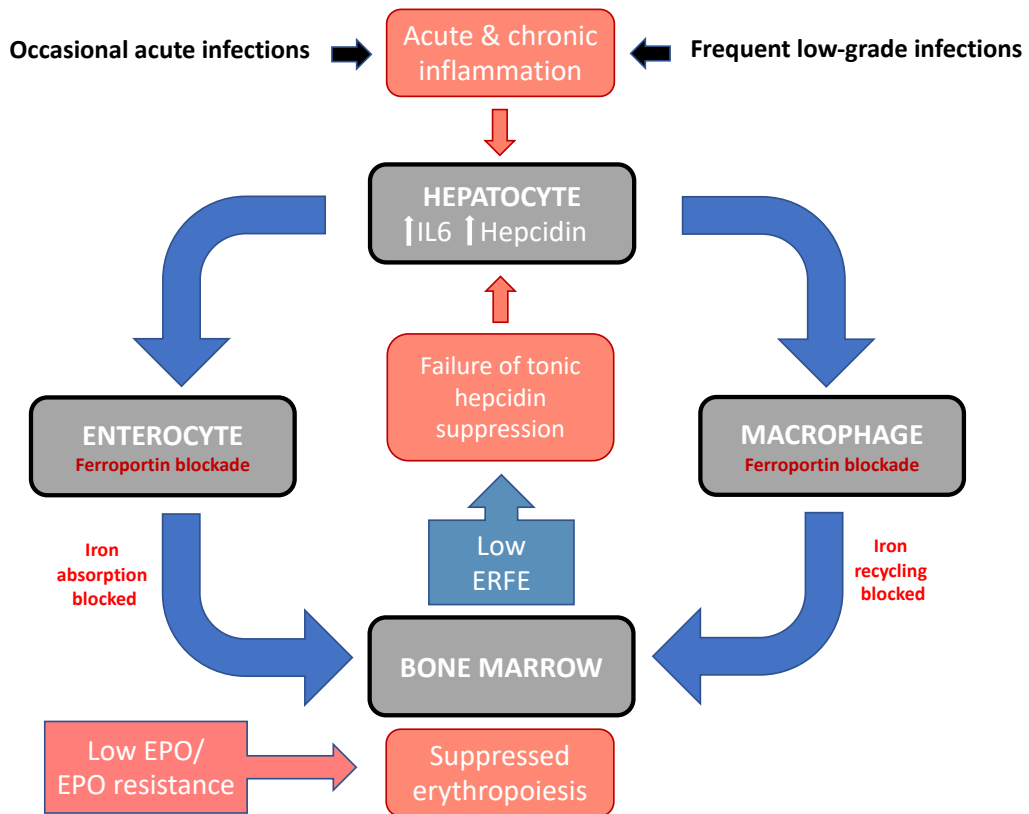 Occasional acute infections
Acute & chronic
inflammation
Frequent low-grade infections
HEPATOCYTE
⬆IL6 ⬆Hepcidin
Failure of tonic
hepcidin
suppression
ENTEROCYTE
Ferroportin blockade
MACROPHAGE
Ferroportin blockade
Iron
absorption
blocked
Low
ERFE
Iron
recycling
blocked
BONE MARROW
Low EPO/
EPO resistance
Suppressed
erythropoiesis